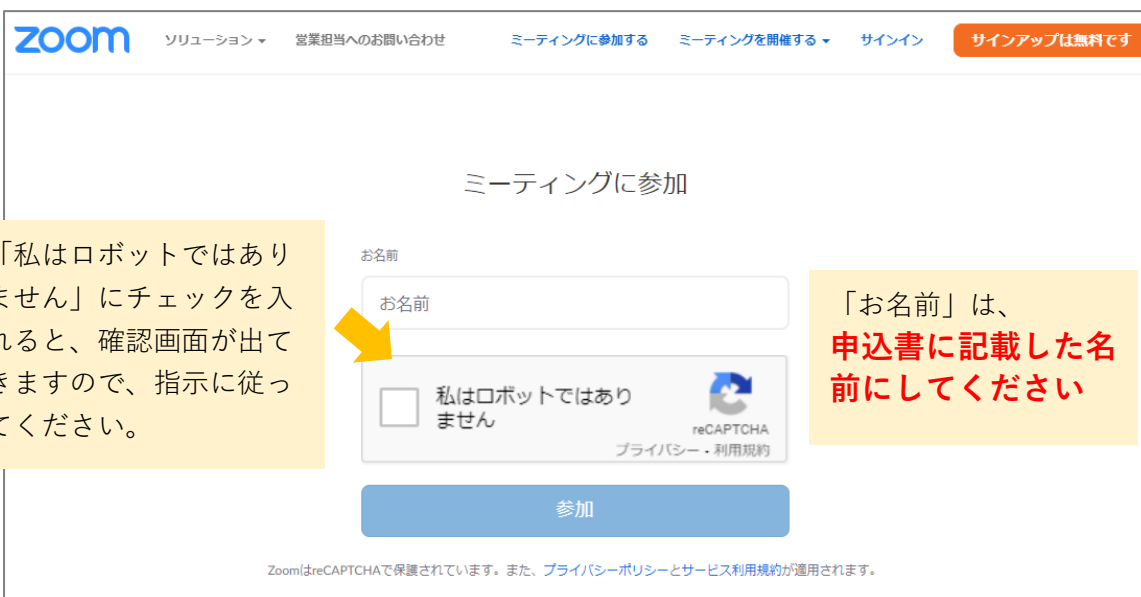 zoom ソリューション 営業担当へのお問い合わせ ミーティングに参加する ミーティングを開催する サインイン サインアップは無料です
ミーティングに参加
「私はロボットではあり
ません」にチェックを入
れると、確認画面が出て
きますので、指示に従っ
てください。
お名前
お名前
私はロボットではあり
ません
reCAPTCHA
プライバシー - 利用規約
「お名前」は、
申込書に記載した名
前にしてください
参加
ZoomはreCAPTCHAで保護されています。また、プライバシーポリシーとサービス利用規約が適用されます。